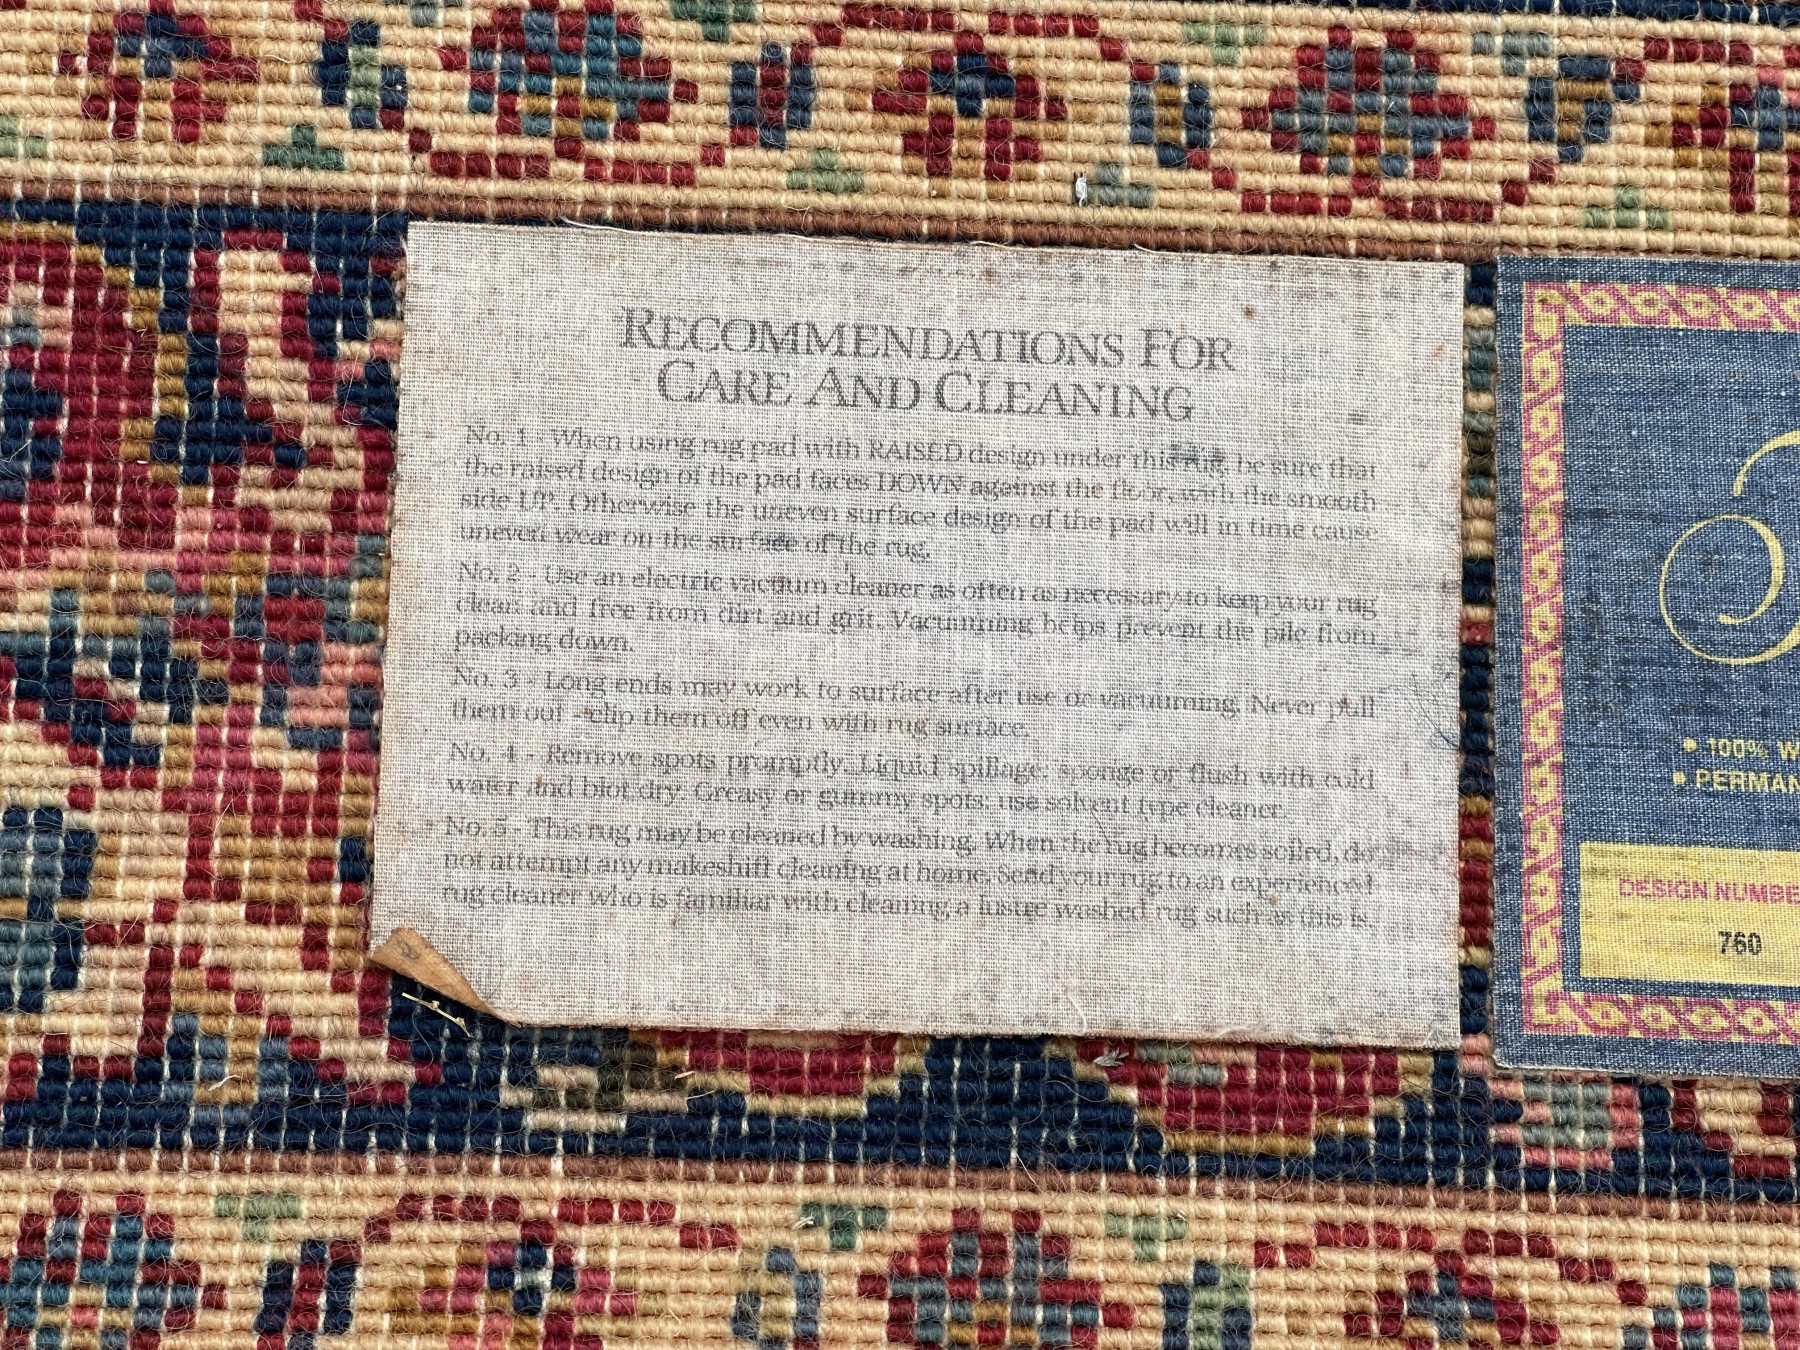 RECOMMENDATIONS FOR
CARE AND CLEANING
No. 1 - When using rug pad with RAISED design under this rug, be sure that
the raised design of the pad faces DOWN against the floor, with the smooth
side UP. Otherwise the uneven surface design of the pad will in time cause
uneven wear on the surface of the rug.
No. 2 - Use an electric vacuum cleaner as often as necessary to keep your rug
clean and free from dirt and grit. Vacuuming helps prevent the pile from
packing down.
No. 3 - Long ends may work to surface after use or vacuuming. Never pull
them out - clip them off even with rug surface.
No. 4 - Remove spots promptly. Liquid spillage: sponge or flush with cold
water and blot dry. Greasy or gummy spots: use solvent type cleaner.
No. 5 - This rug may be cleaned by washing. When the rug becomes soiled, do
not attempt any makeshift cleaning at home. Send your rug to an experienced
rug cleaner who is familiar with cleaning a lustre washed rug such as this is.
• 100% W
• PERMAN
DESIGN NUMBE
760